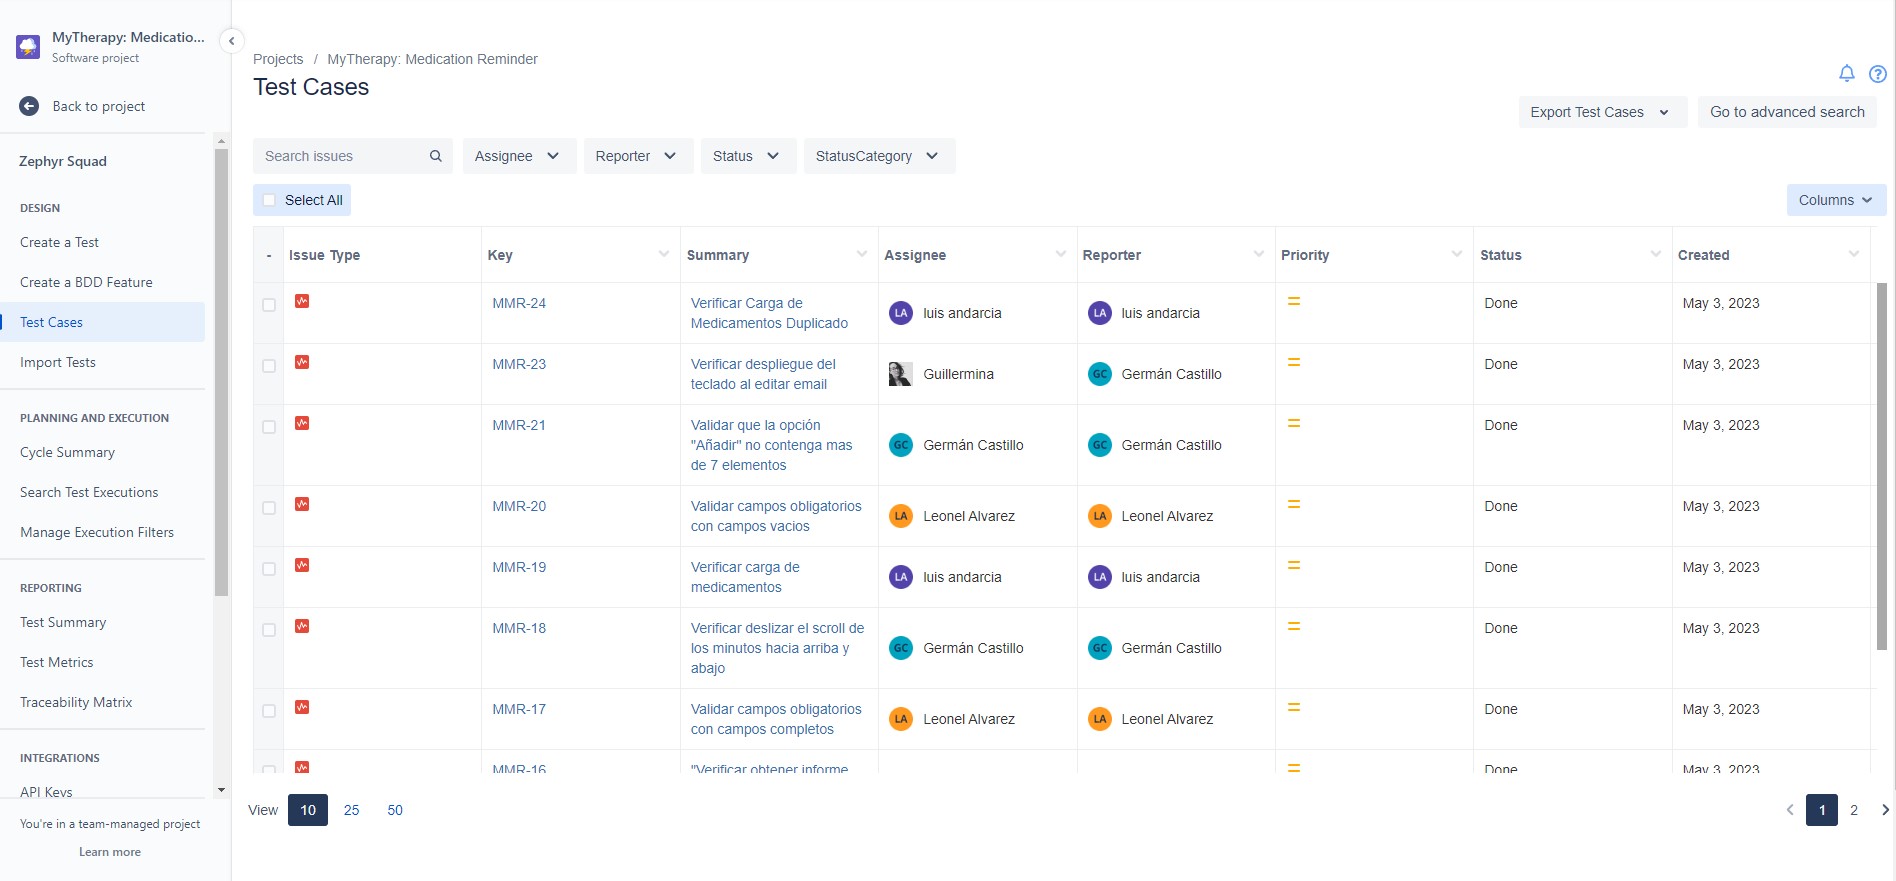 MyTherapy: Medicatio...
Software project
Back to project
Zephyr Squad
DESIGN
Create a Test
Create a BDD Feature
Test Cases
Import Tests
PLANNING AND EXECUTION
Cycle Summary
Search Test Executions
Manage Execution Filters
REPORTING
Test Summary
Test Metrics
Traceability Matrix
INTEGRATIONS
API Keys
You're in a team-managed project
Learn more
Projects / MyTherapy: Medication Reminder
Test Cases
Export Test Cases Go to advanced search
Search issues Assignee Reporter Status StatusCategory
Select All Columns
- Issue Type Key Summary Assignee Reporter Priority Status Created
MMR-24 Verificar Carga de Medicamentos Duplicado LA luis andarcia LA luis andarcia Done May 3, 2023
MMR-23 Verificar despliegue del teclado al editar email Guillermina GC Germán Castillo Done May 3, 2023
MMR-21 Validar que la opción "Añadir" no contenga mas de 7 elementos GC Germán Castillo GC Germán Castillo Done May 3, 2023
MMR-20 Validar campos obligatorios con campos vacios LA Leonel Alvarez LA Leonel Alvarez Done May 3, 2023
MMR-19 Verificar carga de medicamentos LA luis andarcia LA luis andarcia Done May 3, 2023
MMR-18 Verificar deslizar el scroll de los minutos hacia arriba y abajo GC Germán Castillo GC Germán Castillo Done May 3, 2023
MMR-17 Validar campos obligatorios con campos completos LA Leonel Alvarez LA Leonel Alvarez Done May 3, 2023
MMR-16 "Verificar obtener informe Done May 3, 2023
View 10 25 50 1 2